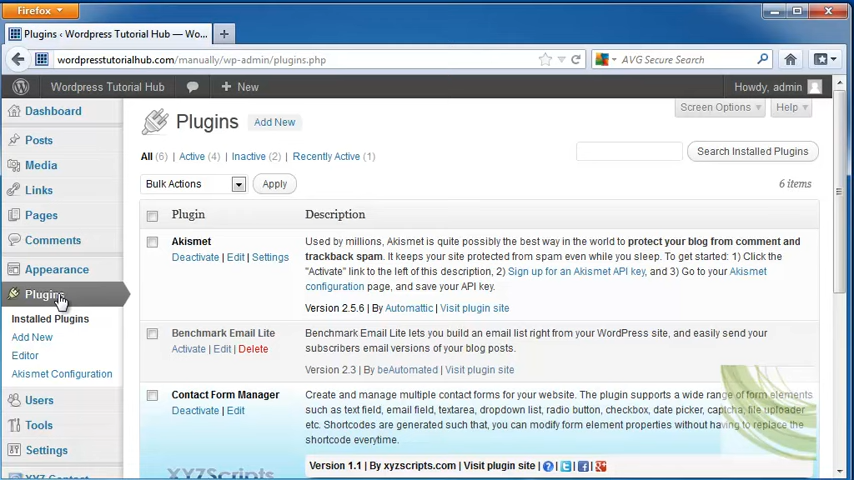 Firefox
Plugins ‹ Wordpress Tutorial Hub — Wo...
wordpresstutorialhub.com/manually/wp-admin/plugins.php
AVG Secure Search
Wordpress Tutorial Hub
+ New
Howdy, admin
Dashboard
Posts
Media
Links
Pages
Comments
Appearance
Plugins
Installed Plugins
Add New
Editor
Akismet Configuration
Users
Tools
Settings
XYZ Contact
Screen Options
Help
Plugins
Add New
All (6) | Active (4) | Inactive (2) | Recently Active (1)
Search Installed Plugins
Bulk Actions
Apply
6 items
Plugin
Description
Akismet
Deactivate | Edit | Settings
Used by millions, Akismet is quite possibly the best way in the world to protect your blog from comment and
trackback spam. It keeps your site protected from spam even while you sleep. To get started: 1) Click the
"Activate" link to the left of this description, 2) Sign up for an Akismet API key, and 3) Go to your Akismet
configuration page, and save your API key.
Version 2.5.6 | By Automattic | Visit plugin site
Benchmark Email Lite
Activate | Edit | Delete
Benchmark Email Lite lets you build an email list right from your WordPress site, and easily send your
subscribers email versions of your blog posts.
Version 2.3 | By beAutomated | Visit plugin site
Contact Form Manager
Deactivate | Edit
Create and manage multiple contact forms for your website. The plugin supports a wide range of form elements
such as text field, email field, textarea, dropdown list, radio button, checkbox, date picker, captcha, file uploader
etc. Shortcodes are generated such that, you can modify form element properties without having to replace the
shortcode everytime.
XYZScripts
Version 1.1 | By xyzscripts.com | Visit plugin site |